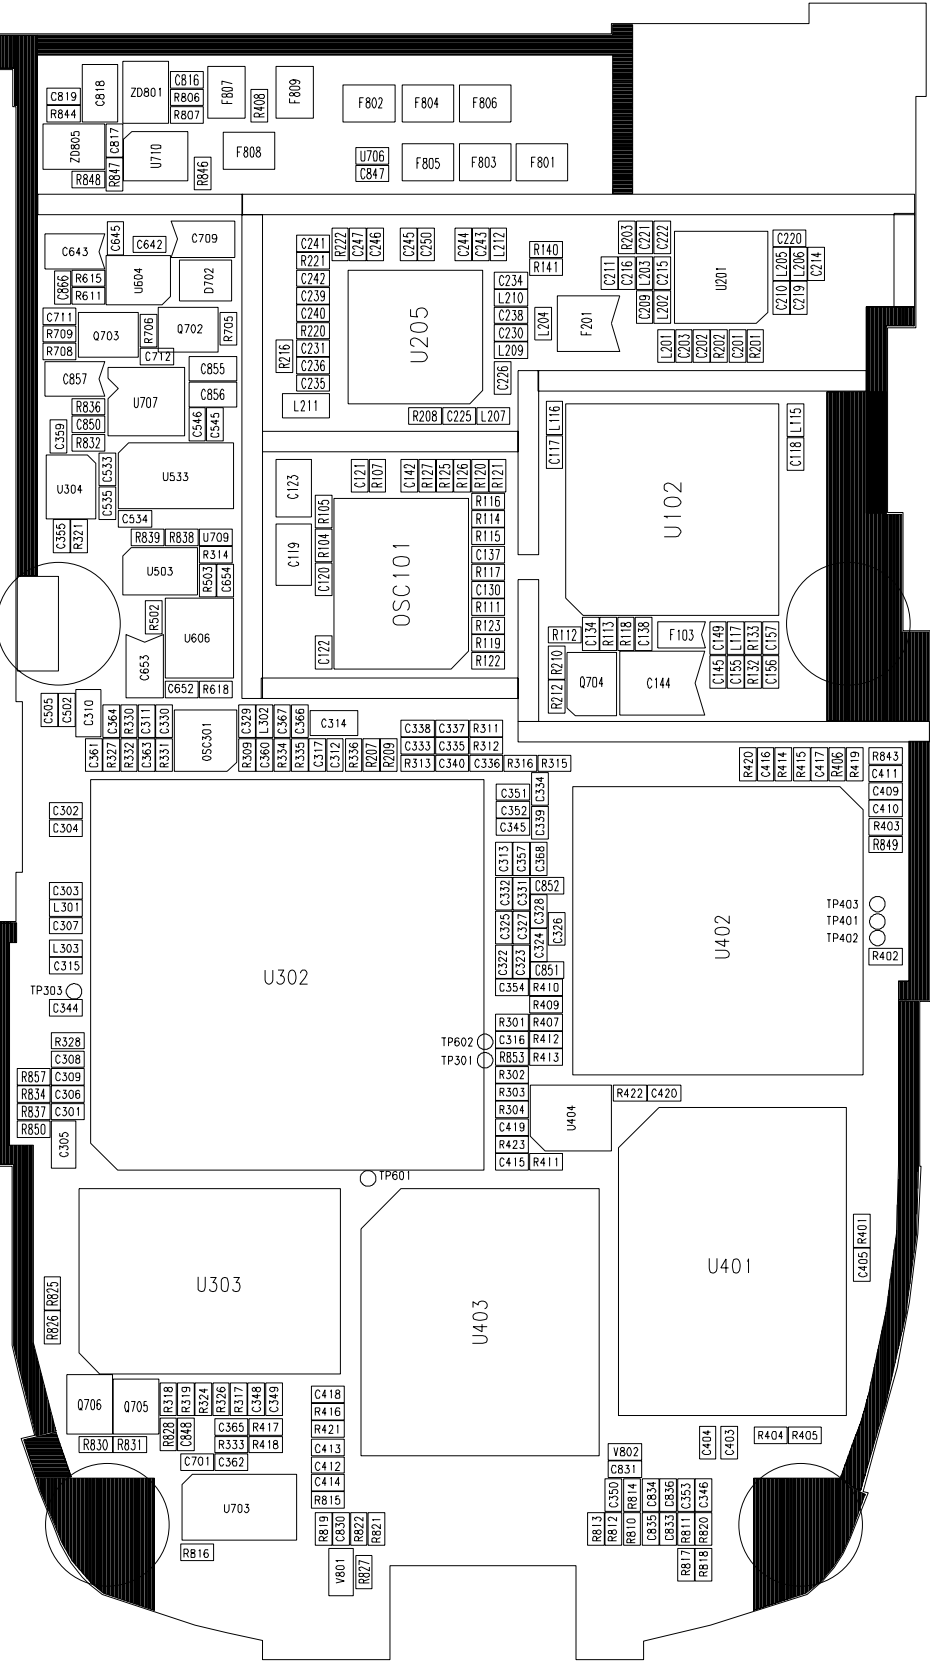 C819
R844
C818
ZD801
C816
R806
R807
F807
R408
F809
F802
F804
F806
ZD805
C817
R847
R848
U710
R846
F808
U706
C847
F805
F803
F801
C643
C645
C642
C709
C866
R615
R611
U604
D702
C711
R709
R708
Q703
R706
Q702
R705
C712
C857
U707
C855
C856
R836
C850
R832
C359
C546
C545
C533
U533
U304
C535
C534
C355
R321
R839
R838
U709
R314
U503
R503
C654
R502
U606
C653
C652
R618
C241
R221
C242
C239
C240
R220
C231
C236
C235
R216
L211
R222
C247
C246
C245
C250
C244
C243
L212
U205
C234
L210
C238
C230
L209
C226
R208
C225
L207
R140
R141
L204
F201
R203
C221
C222
C211
C216
L203
C215
C209
L202
U201
C220
L205
L206
C214
C210
C219
L201
C203
C202
R202
C201
R201
C123
C119
C121
R107
C142
R127
R125
R126
R120
R121
R105
R104
C120
C122
OSC101
R116
R114
R115
C137
R117
C130
R111
R123
R119
R122
L116
C117
U102
L115
C118
R112
C134
R113
R118
C138
F103
C149
L117
R133
C157
C145
C155
R132
C156
R210
R212
Q704
C144
C505
C502
C310
C364
R330
C311
C330
C361
R327
R332
C363
R331
OSC301
C329
L302
C367
C366
R309
C360
R334
R335
C314
C317
C312
R336
R207
R209
C338
C337
R311
C333
C335
R312
R313
C340
C336
R316
R315
R420
C416
R414
R415
C417
R406
R419
R843
C411
C409
C410
R403
R849
C302
C304
C303
L301
C307
L303
C315
TP303
C344
R328
C308
R857
C309
R834
C306
R837
C301
R850
C305
U302
C351
C352
C345
C334
C339
C313
C357
C368
C332
C331
C852
C328
C325
C327
C326
C324
C322
C323
C851
C354
R410
R409
R301
R407
TP602
C316
R412
TP301
R853
R413
R302
R303
R304
C419
R423
C415
R411
U404
R422
C420
U402
TP403
TP401
TP402
R402
TP601
U303
U403
U401
R401
C405
R825
R826
Q706
Q705
R830
R831
R318
R319
R324
R326
R317
C348
C349
R828
C848
C365
R417
R333
R418
C701
C362
U703
R816
C418
R416
R421
C413
C412
C414
R815
R819
C830
R822
R821
V801
R827
V802
C831
C404
C403
R404
R405
C350
R814
C834
C836
C353
C346
R813
R812
R810
C835
C833
R811
R820
R817
R818